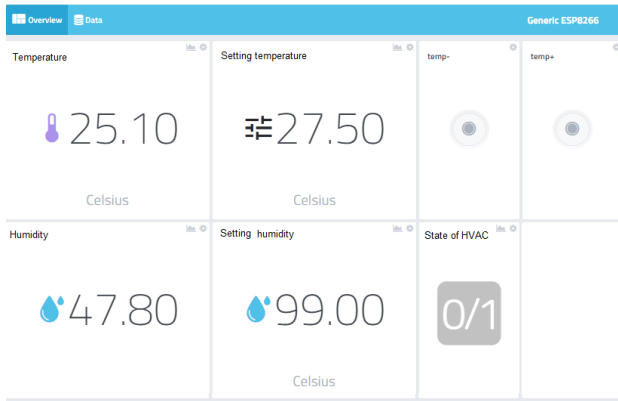 Overview Data Generic ESP8266
Temperature Setting temperature temp- temp+
25.10 27.50
Celsius Celsius
Humidity Setting humidity State of HVAC
47.80 99.00 0/1
Celsius